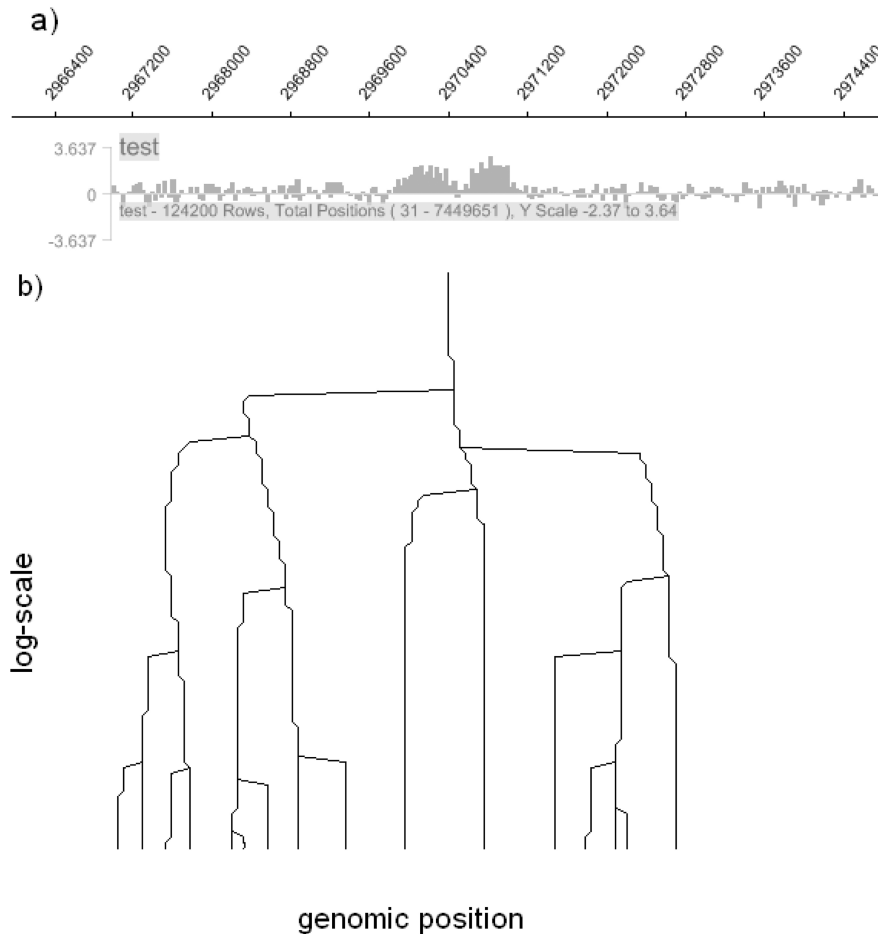 a)
2966400 2967200 2968000 2968800 2969600 2970400 2971200 2972000 2972800 2973600 2974400
3.637
test
0
test - 124200 Rows, Total Positions ( 31 - 7449651 ), Y Scale -2.37 to 3.64
-3.637
b)
log-scale
genomic position